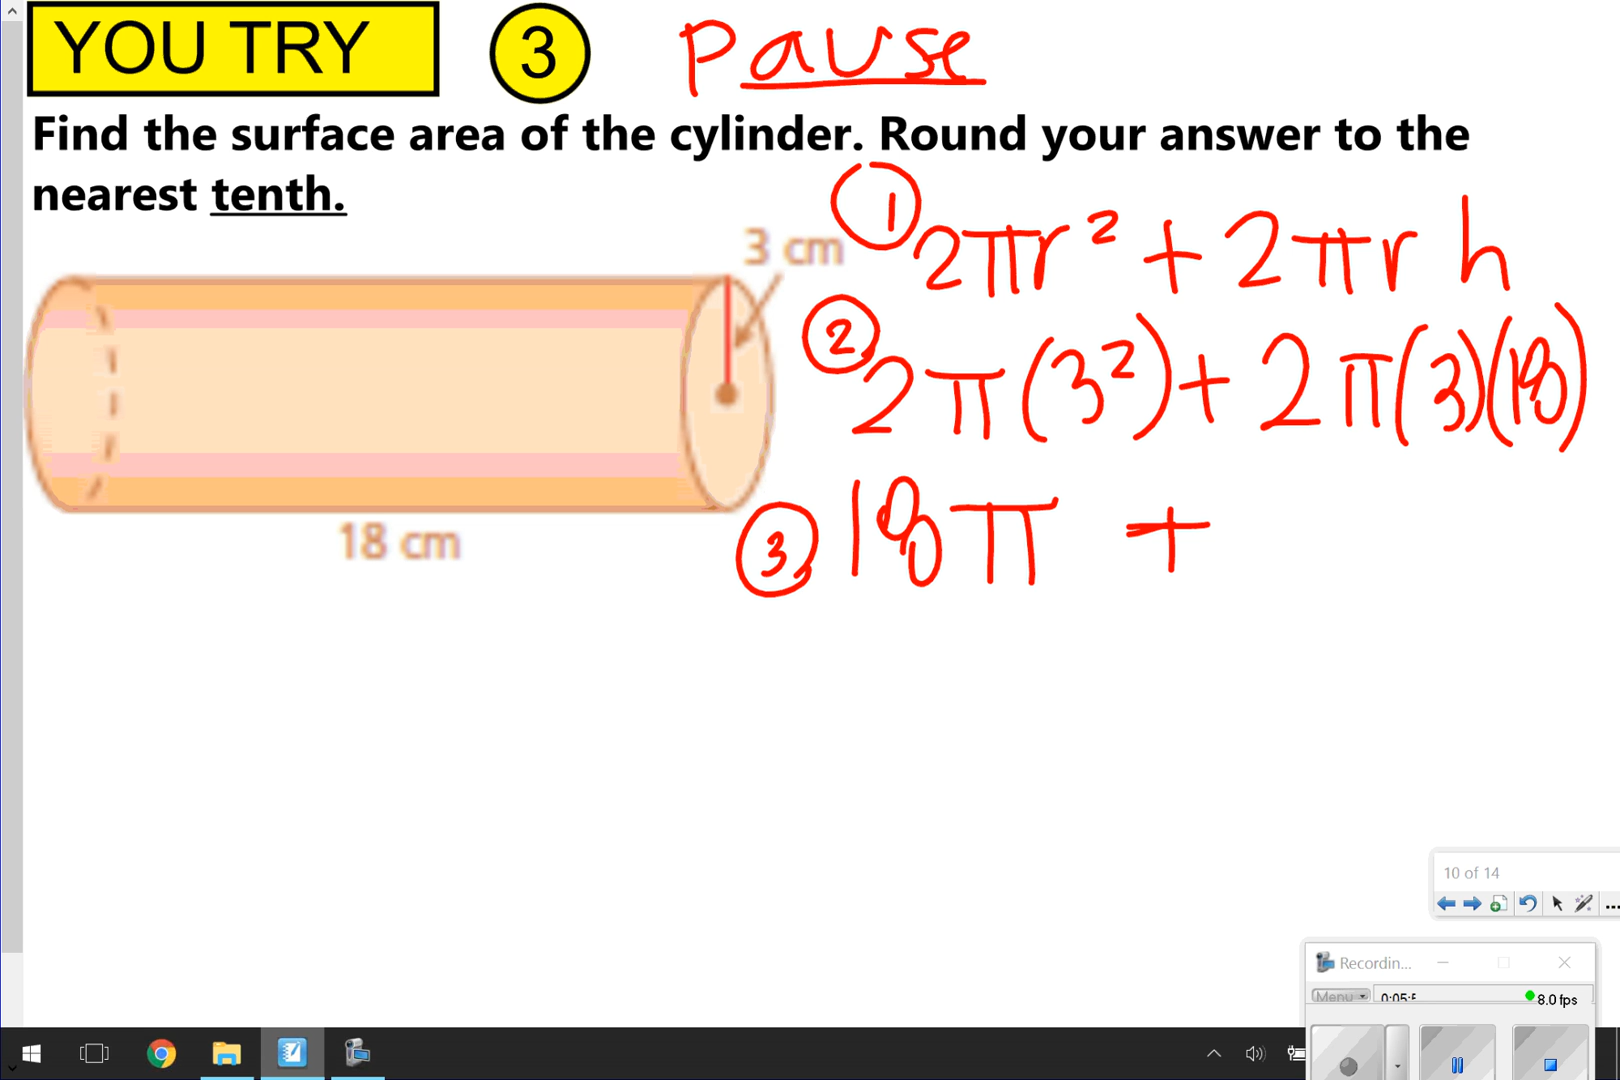 YOU TRY 3 Pause
Find the surface area of the cylinder. Round your answer to the
nearest tenth.
3 cm
18 cm
① 2πr² + 2πr h
② 2π(3²) + 2π(3)(18)
③ 18π +
10 of 14
Recordin...
Menu
8.0 fps